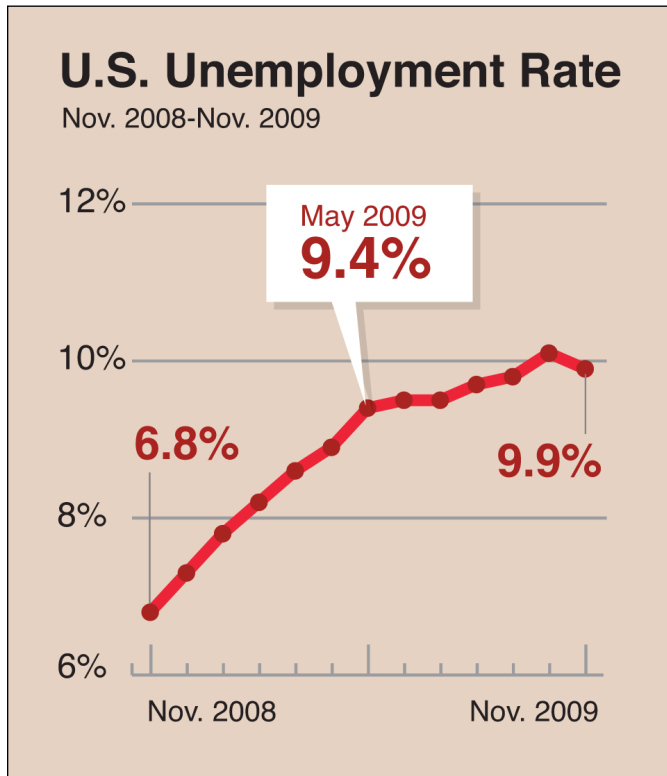 U.S. Unemployment Rate
Nov. 2008-Nov. 2009
12%
May 2009
9.4%
10%
6.8%
9.9%
8%
6%
Nov. 2008
Nov. 2009